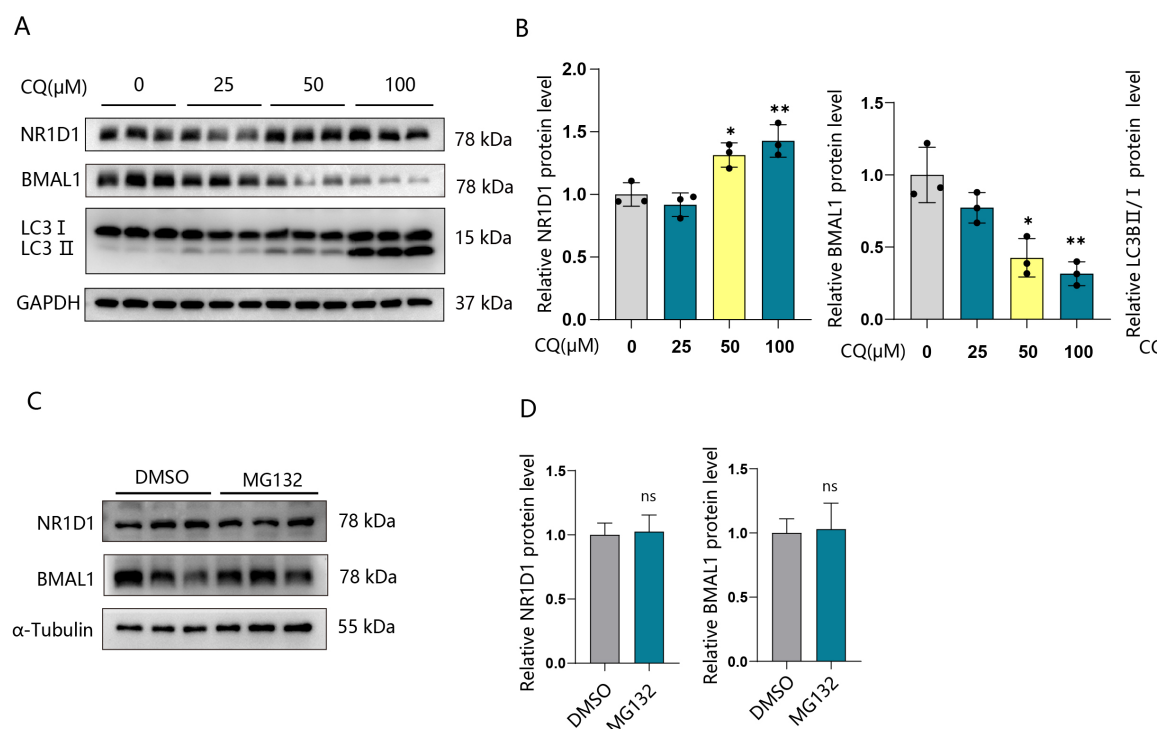 A
CQ(μM) 0 25 50 100
NR1D1 78 kDa
BMAL1 78 kDa
LC3 Ⅰ 15 kDa
LC3 Ⅱ
GAPDH 37 kDa
B
Relative NR1D1 protein level
2.0
1.5
1.0
0.5
0.0
* **
CQ(μM) 0 25 50 100
Relative BMAL1 protein level
1.5
1.0
0.5
0.0
* **
CQ(μM) 0 25 50 100
Relative LC3BⅡ/Ⅰ protein level
C
DMSO MG132
NR1D1 78 kDa
BMAL1 78 kDa
α-Tubulin 55 kDa
D
Relative NR1D1 protein level
1.5
1.0
0.5
0.0
ns
DMSO MG132
Relative BMAL1 protein level
1.5
1.0
0.5
0.0
ns
DMSO MG132